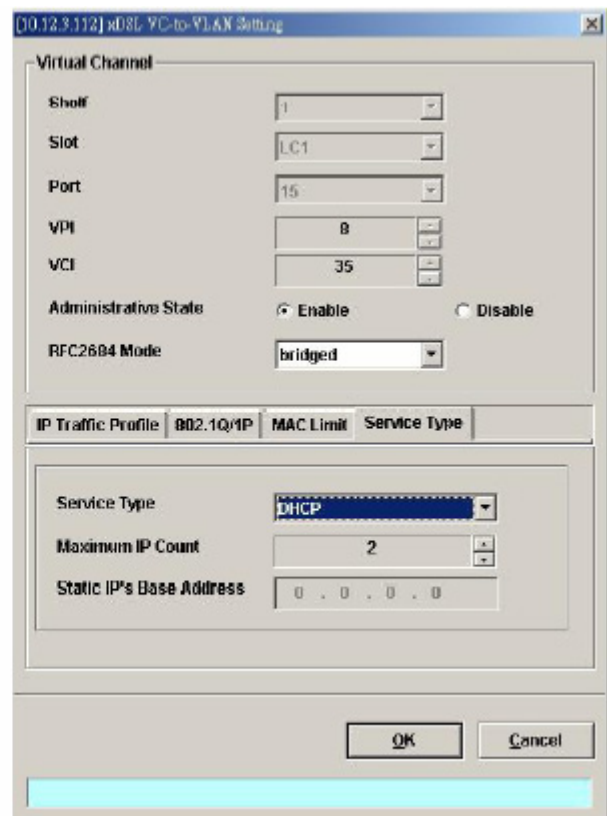 [10.12.3.112] xDSL VC-to-VLAN Setting
Virtual Channel
Shelf 1
Slot LC1
Port 15
VPI 8
VCI 35
Administrative State Enable Disable
RFC2684 Mode bridged
IP Traffic Profile 802.1Q/1P MAC Limit Service Type
Service Type DHCP
Maximum IP Count 2
Static IP's Base Address 0 . 0 . 0 . 0
OK Cancel